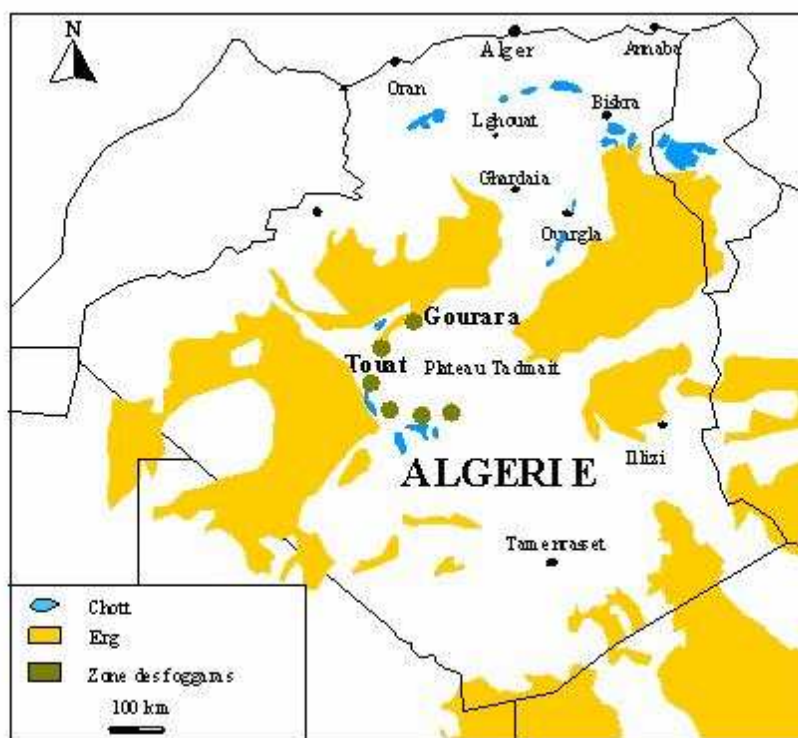 N
Alger
Annaba
Oran
Biskra
Lghouat
Ghardaia
Ouargla
Gourara
Touat
Plateau Tadmait
Illizi
ALGERIE
Tamenrasset
Chott
Erg
Zone des foggaras
100 km